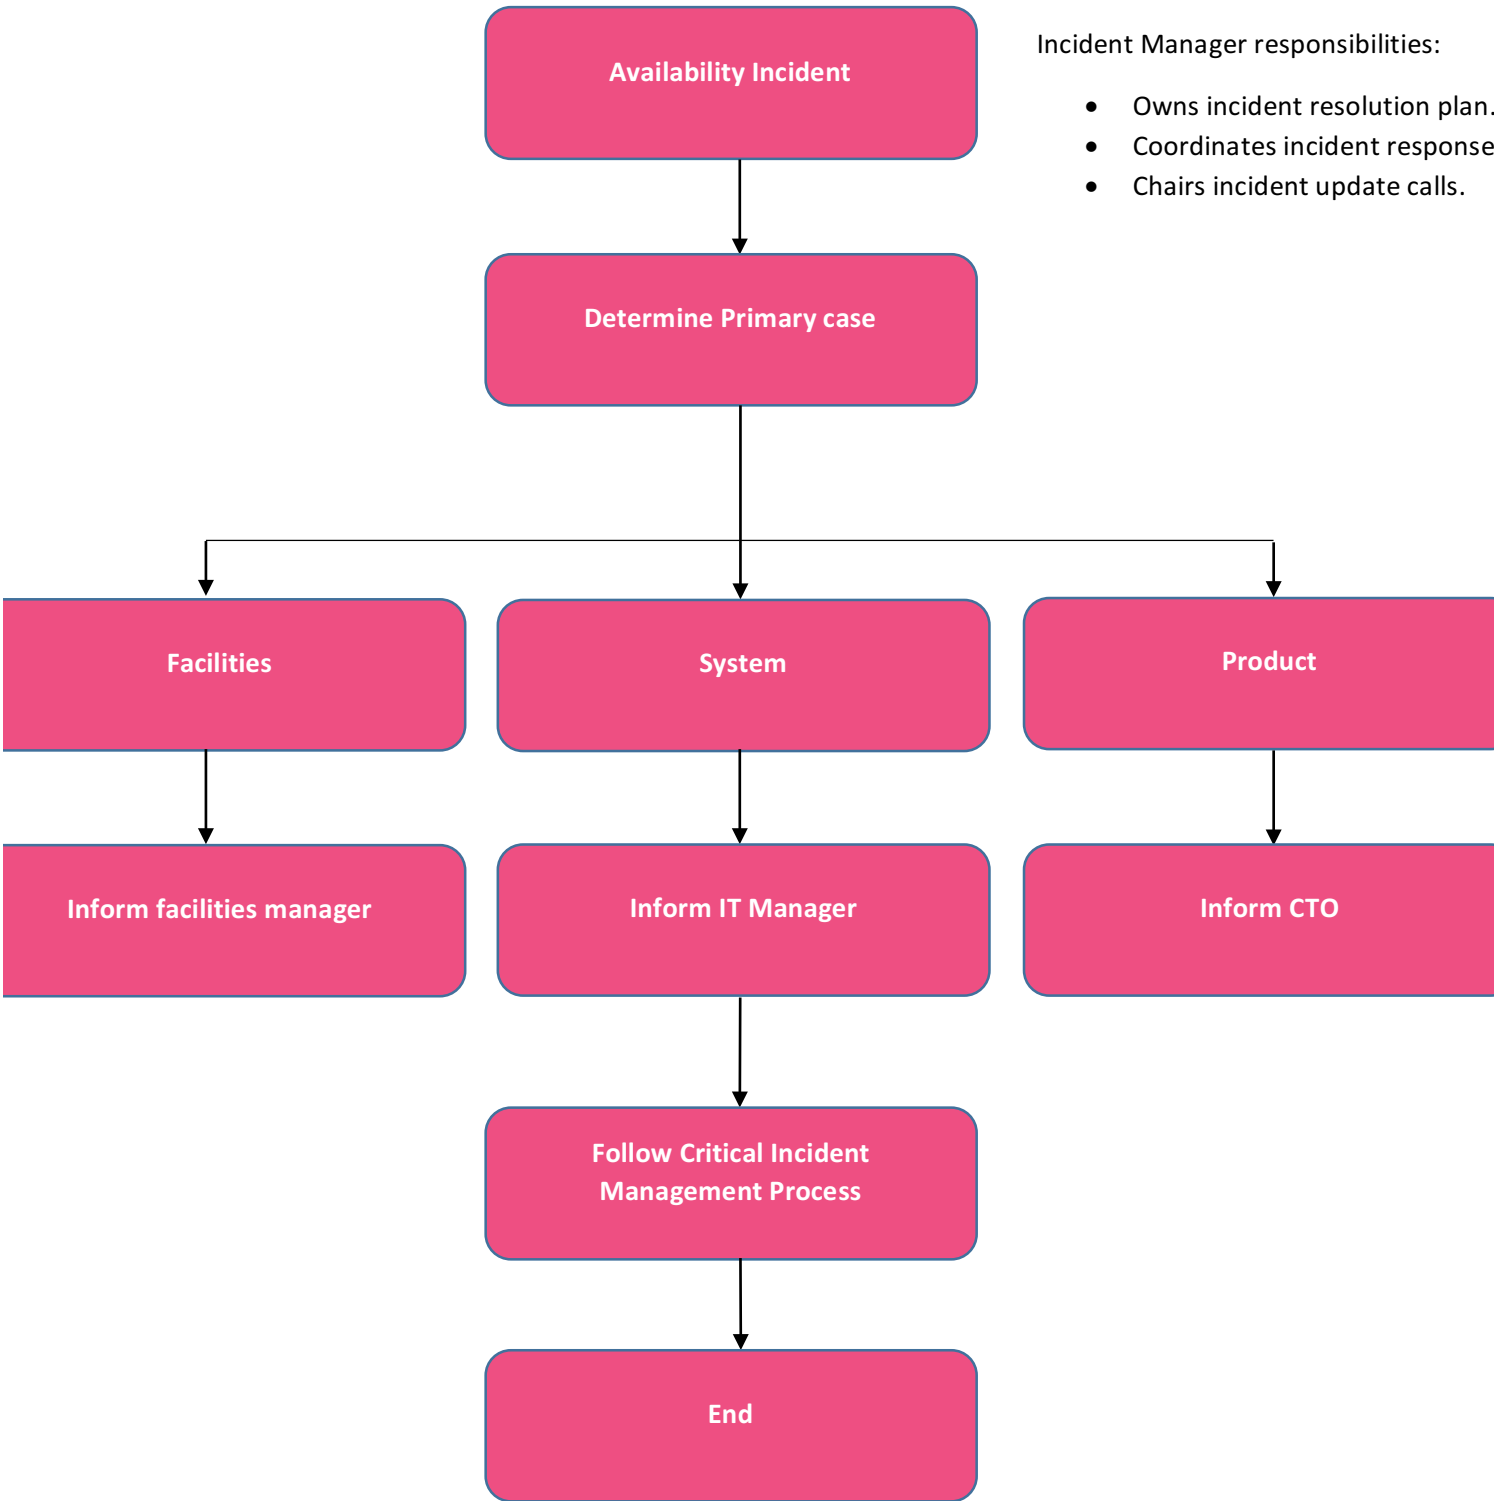 Availability Incident
Incident Manager responsibilities:
• Owns incident resolution plan.
• Coordinates incident response
• Chairs incident update calls.
Determine Primary case
Facilities
System
Product
Inform facilities manager
Inform IT Manager
Inform CTO
Follow Critical Incident
Management Process
End